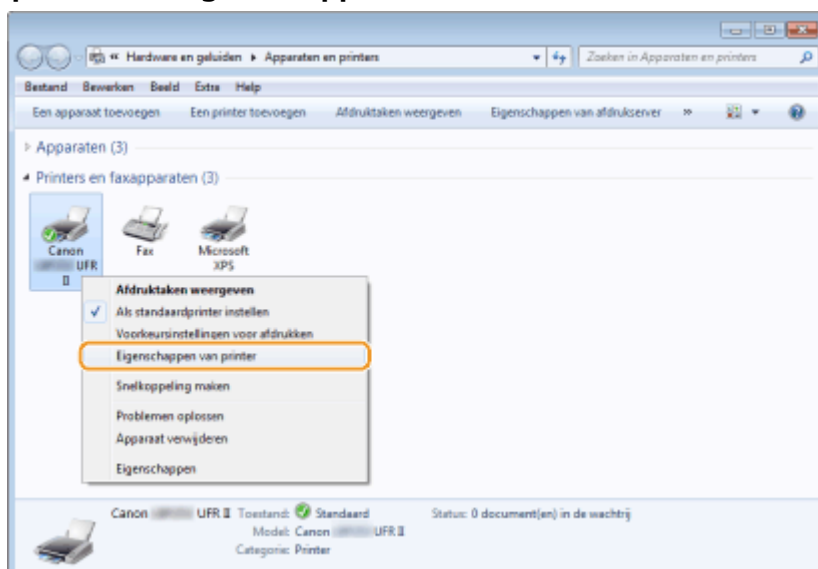 « Hardware en geluiden ▸ Apparaten en printers
Zoeken in Apparaten en printers
Bestand Bewerken Beeld Extra Help
Een apparaat toevoegen Een printer toevoegen Afdruktaken weergeven Eigenschappen van afdrukserver »
Apparaten (3)
Printers en faxapparaten (3)
Canon UFR II
Fax
Microsoft XPS
Afdruktaken weergeven
Als standaardprinter instellen
Voorkeursinstellingen voor afdrukken
Eigenschappen van printer
Snelkoppeling maken
Problemen oplossen
Apparaat verwijderen
Eigenschappen
Canon UFR II Toestand: Standaard Status: 0 document(en) in de wachtrij
Model: Canon UFR II
Categorie: Printer